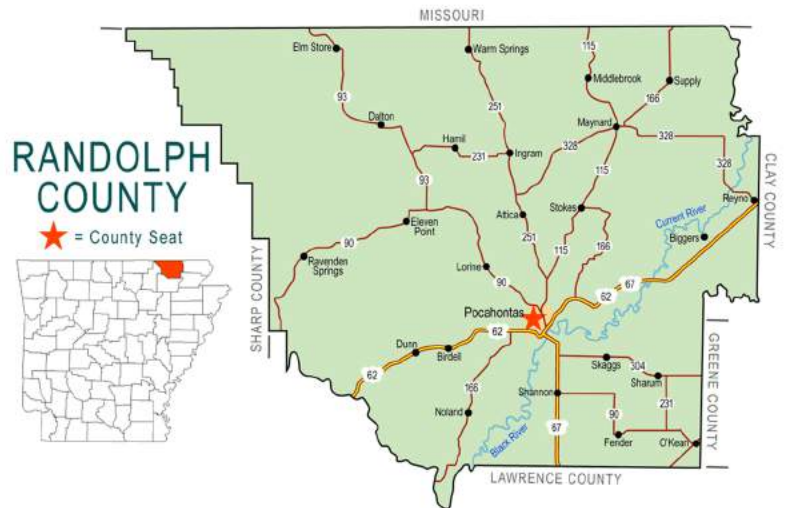 MISSOURI
Elm Store
Warm Springs
115
Middlebrook
Supply
93
251
166
Dalton
Maynard
Hamil
328
328
231
Ingram
328
115
93
RANDOLPH
COUNTY
= County Seat
CLAY COUNTY
Reyno
Eleven
Point
Attica
Stokes
Current River
Biggers
90
251
115
166
Ravenden
Springs
Lorine
90
67
62
SHARP COUNTY
Pocahontas
62
Dunn
Birdell
62
GREENE COUNTY
Skaggs
304
Sharum
166
Shannon
231
Noland
90
67
Black River
Fender
O'Kean
LAWRENCE COUNTY